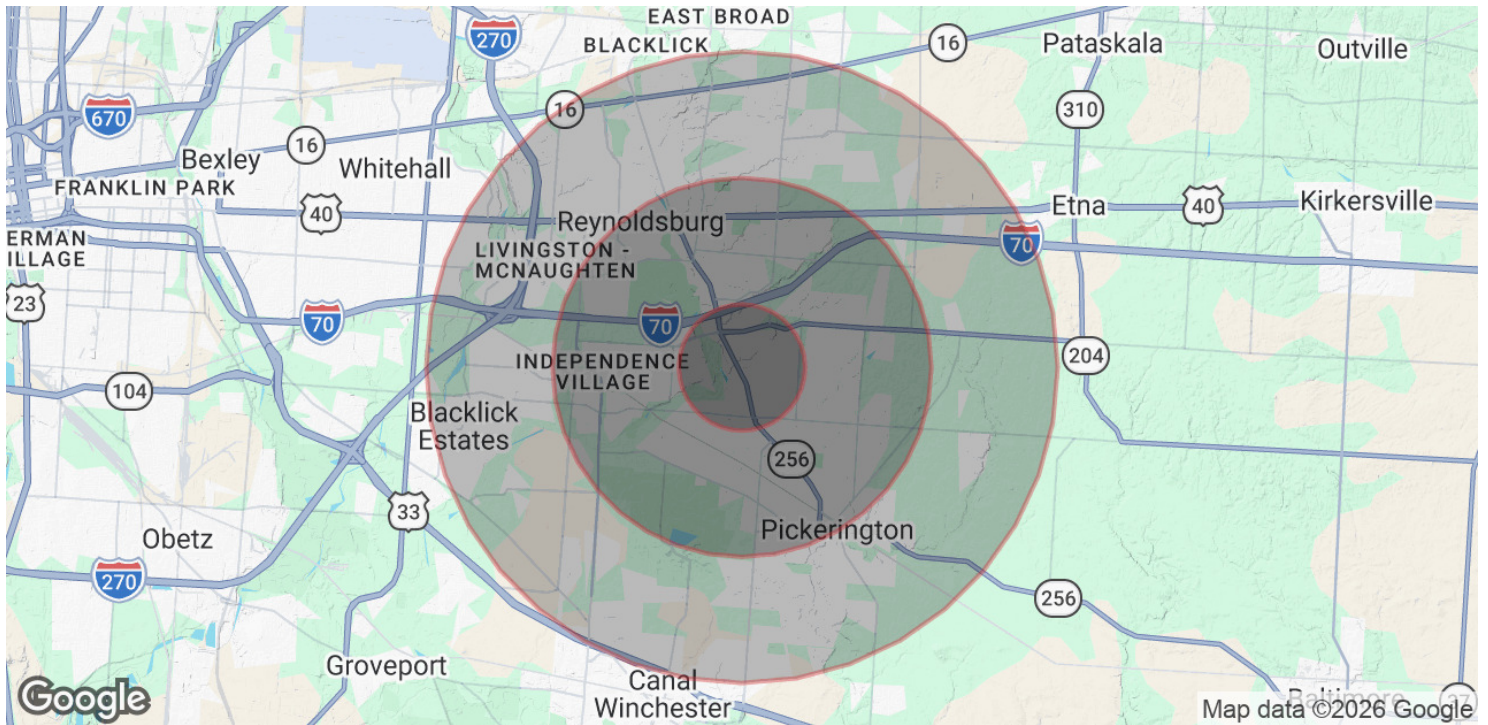 EAST BROAD
270
BLACKLICK
16
Pataskala
Outville
670
16
310
16
Bexley
Whitehall
FRANKLIN PARK
40
Reynoldsburg
Etna
40
Kirkersville
ERMAN
ILLAGE
LIVINGSTON -
MCNAUGHTEN
70
23
70
70
INDEPENDENCE
VILLAGE
204
104
Blacklick
Estates
256
33
Obetz
Pickerington
270
256
Groveport
Canal
Winchester
Baltimore
Google
Map data ©2026 Google